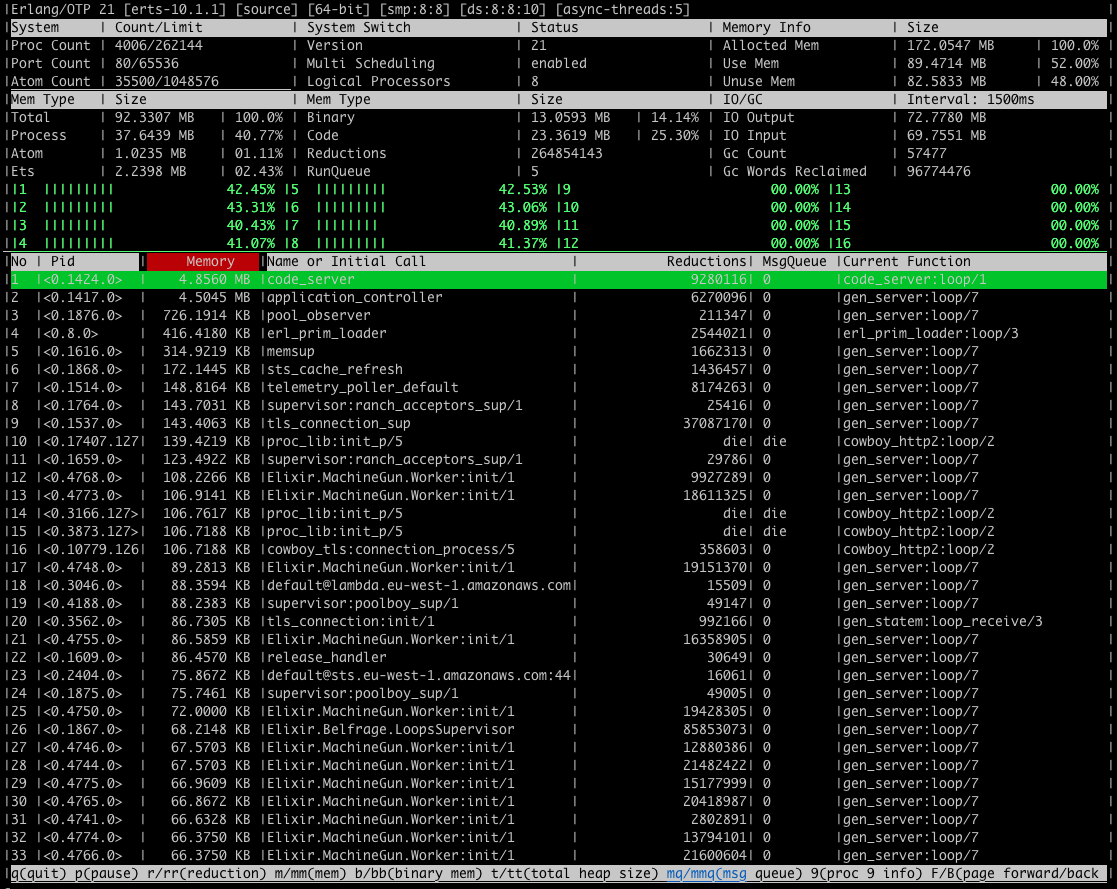 |Erlang/OTP 21 [erts-10.1.1] [source] [64-bit] [smp:8:8] [ds:8:8:10] [async-threads:5] |
|System | Count/Limit | System Switch | Status | Memory Info | Size |
|Proc Count | 4006/262144 | Version | 21 | Allocted Mem | 172.0547 MB | 100.0% |
|Port Count | 80/65536 | Multi Scheduling | enabled | Use Mem | 89.4714 MB | 52.00% |
|Atom Count | 35500/1048576 | Logical Processors | 8 | Unuse Mem | 82.5833 MB | 48.00% |
|Mem Type | Size | Mem Type | Size | IO/GC | Interval: 1500ms |
|Total | 92.3307 MB | 100.0% | Binary | 13.0593 MB | 14.14% | IO Output | 72.7780 MB |
|Process | 37.6439 MB | 40.77% | Code | 23.3619 MB | 25.30% | IO Input | 69.7551 MB |
|Atom | 1.0235 MB | 01.11% | Reductions | 264854143 | Gc Count | 57477 |
|Ets | 2.2398 MB | 02.43% | RunQueue | 5 | Gc Words Reclaimed | 96774476 |
|1 ||||||||| 42.45% |5 ||||||||| 42.53% |9 00.00% |13 00.00% |
|2 ||||||||| 43.31% |6 ||||||||| 43.06% |10 00.00% |14 00.00% |
|3 ||||||||| 40.43% |7 |||||||| 40.89% |11 00.00% |15 00.00% |
|4 ||||||||| 41.07% |8 ||||||||| 41.37% |12 00.00% |16 00.00% |
|No | Pid | Memory |Name or Initial Call | Reductions| MsgQueue |Current Function |
|1 |<0.1424.0> | 4.8560 MB |code_server | 9280116| 0 |code_server:loop/1 |
|2 |<0.1417.0> | 4.5045 MB |application_controller | 6270096| 0 |gen_server:loop/7 |
|3 |<0.1876.0> | 726.1914 KB |pool_observer | 211347| 0 |gen_server:loop/7 |
|4 |<0.8.0> | 416.4180 KB |erl_prim_loader | 2544021| 0 |erl_prim_loader:loop/3 |
|5 |<0.1616.0> | 314.9219 KB |memsup | 1662313| 0 |gen_server:loop/7 |
|6 |<0.1868.0> | 172.1445 KB |sts_cache_refresh | 1436457| 0 |gen_server:loop/7 |
|7 |<0.1514.0> | 148.8164 KB |telemetry_poller_default | 8174263| 0 |gen_server:loop/7 |
|8 |<0.1764.0> | 143.7031 KB |supervisor:ranch_acceptors_sup/1 | 25416| 0 |gen_server:loop/7 |
|9 |<0.1537.0> | 143.4063 KB |tls_connection_sup | 37087170| 0 |gen_server:loop/7 |
|10 |<0.17407.127| 139.4219 KB |proc_lib:init_p/5 | die| die |cowboy_http2:loop/2 |
|11 |<0.1659.0> | 123.4922 KB |supervisor:ranch_acceptors_sup/1 | 29786| 0 |gen_server:loop/7 |
|12 |<0.4768.0> | 108.2266 KB |Elixir.MachineGun.Worker:init/1 | 9927289| 0 |gen_server:loop/7 |
|13 |<0.4773.0> | 106.9141 KB |Elixir.MachineGun.Worker:init/1 | 18611325| 0 |gen_server:loop/7 |
|14 |<0.3166.127>| 106.7617 KB |proc_lib:init_p/5 | die| die |cowboy_http2:loop/2 |
|15 |<0.3873.127>| 106.7188 KB |proc_lib:init_p/5 | die| die |cowboy_http2:loop/2 |
|16 |<0.10779.126| 106.7188 KB |cowboy_tls:connection_process/5 | 358603| 0 |cowboy_http2:loop/2 |
|17 |<0.4748.0> | 89.2813 KB |Elixir.MachineGun.Worker:init/1 | 19151370| 0 |gen_server:loop/7 |
|18 |<0.3046.0> | 88.3594 KB |default@lambda.eu-west-1.amazonaws.com| 15509| 0 |gen_server:loop/7 |
|19 |<0.4188.0> | 88.2383 KB |supervisor:poolboy_sup/1 | 49147| 0 |gen_server:loop/7 |
|20 |<0.3562.0> | 86.7305 KB |tls_connection:init/1 | 992166| 0 |gen_statem:loop_receive/3 |
|21 |<0.4755.0> | 86.5859 KB |Elixir.MachineGun.Worker:init/1 | 16358905| 0 |gen_server:loop/7 |
|22 |<0.1609.0> | 86.4570 KB |release_handler | 30649| 0 |gen_server:loop/7 |
|23 |<0.2404.0> | 75.8672 KB |default@sts.eu-west-1.amazonaws.com:44| 16061| 0 |gen_server:loop/7 |
|24 |<0.1875.0> | 75.7461 KB |supervisor:poolboy_sup/1 | 49005| 0 |gen_server:loop/7 |
|25 |<0.4750.0> | 72.0000 KB |Elixir.MachineGun.Worker:init/1 | 19428305| 0 |gen_server:loop/7 |
|26 |<0.1867.0> | 68.2148 KB |Elixir.Belfrage.LoopsSupervisor | 85853073| 0 |gen_server:loop/7 |
|27 |<0.4746.0> | 67.5703 KB |Elixir.MachineGun.Worker:init/1 | 12880386| 0 |gen_server:loop/7 |
|28 |<0.4744.0> | 67.5703 KB |Elixir.MachineGun.Worker:init/1 | 21482422| 0 |gen_server:loop/7 |
|29 |<0.4775.0> | 66.9609 KB |Elixir.MachineGun.Worker:init/1 | 15177999| 0 |gen_server:loop/7 |
|30 |<0.4765.0> | 66.8672 KB |Elixir.MachineGun.Worker:init/1 | 20418987| 0 |gen_server:loop/7 |
|31 |<0.4741.0> | 66.6328 KB |Elixir.MachineGun.Worker:init/1 | 2802891| 0 |gen_server:loop/7 |
|32 |<0.4774.0> | 66.3750 KB |Elixir.MachineGun.Worker:init/1 | 13794101| 0 |gen_server:loop/7 |
|33 |<0.4766.0> | 66.3750 KB |Elixir.MachineGun.Worker:init/1 | 21600604| 0 |gen_server:loop/7 |
|q(quit) p(pause) r/rr(reduction) m/mm(mem) b/bb(binary mem) t/tt(total heap size) mq/mmq(msg queue) 9(proc 9 info) F/B(page forward/back |